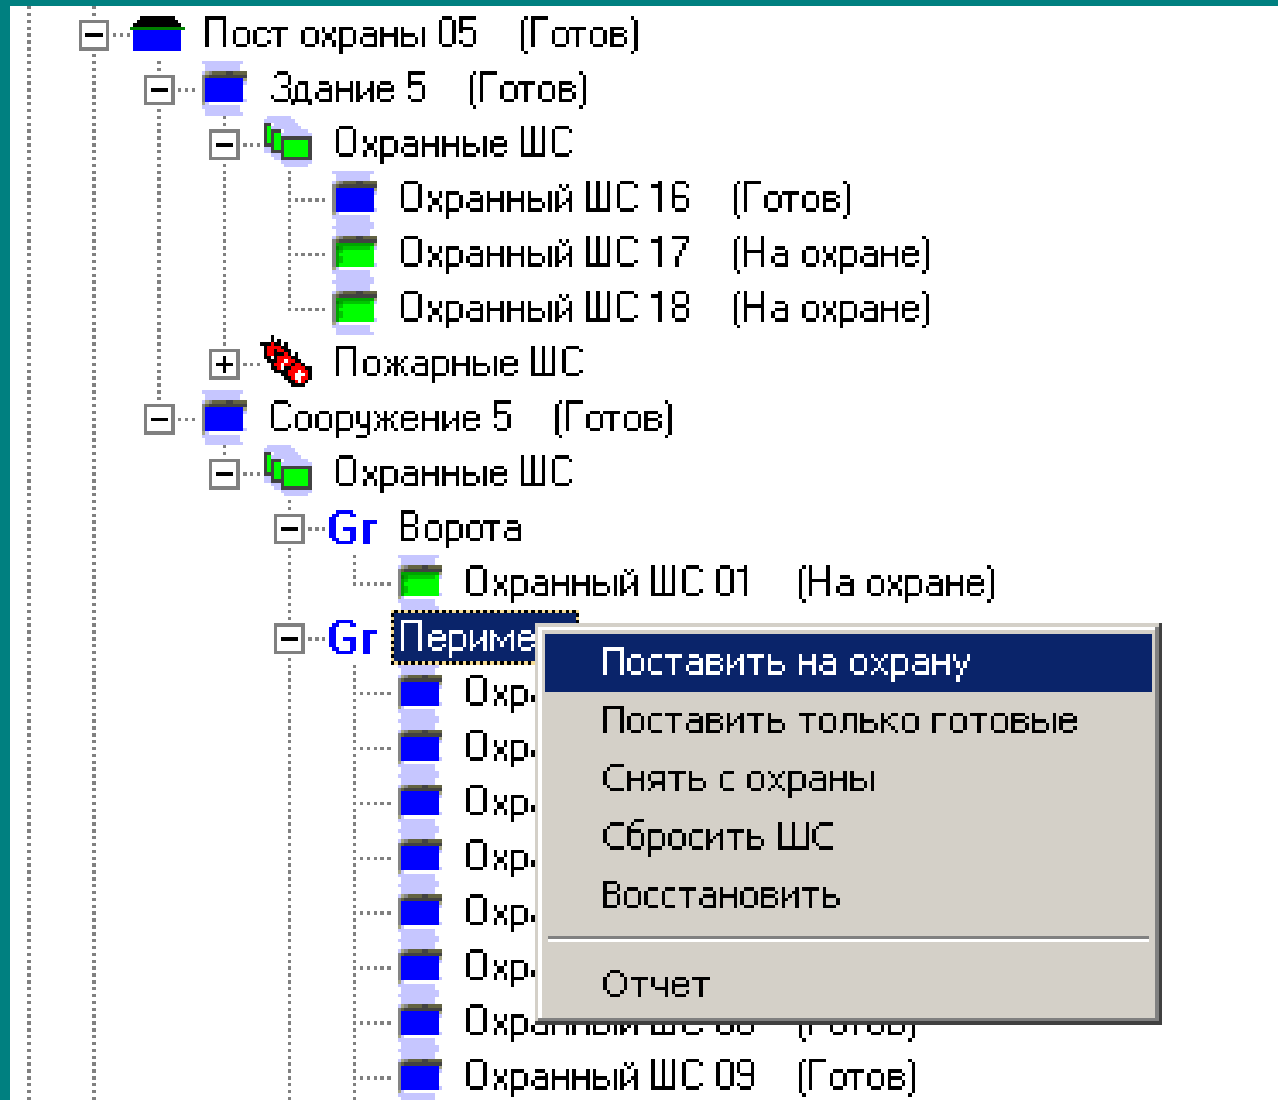 Пост охраны 05 (Готов)
Здание 5 (Готов)
Охранные ШС
Охранный ШС 16 (Готов)
Охранный ШС 17 (На охране)
Охранный ШС 18 (На охране)
Пожарные ШС
Сооружение 5 (Готов)
Охранные ШС
Gr Ворота
Охранный ШС 01 (На охране)
Gr
Поставить на охрану
Поставить только готовые
Снять с охраны
Сбросить ШС
Восстановить
Отчет
Охранный ШС 09 (Готов)